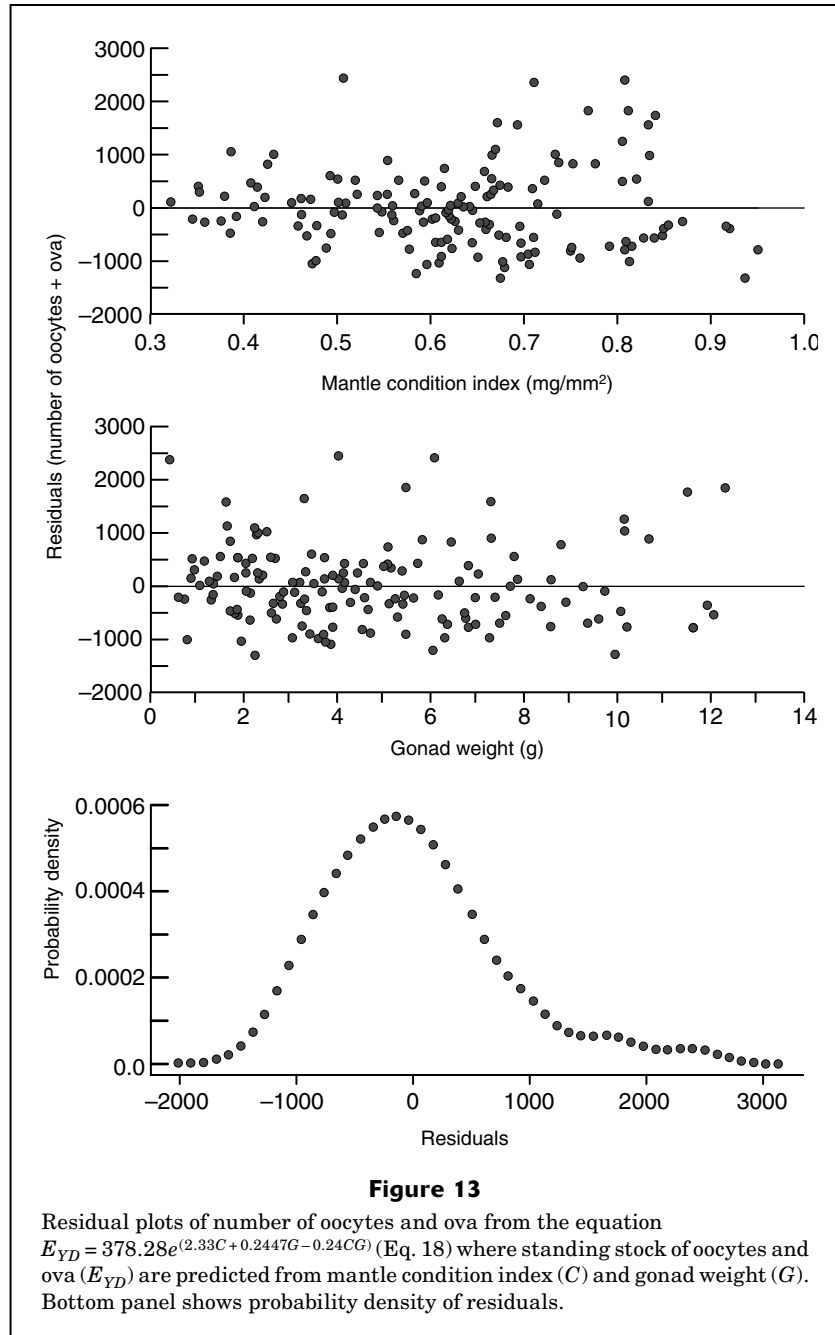 3000
2000
1000
0
−1000
−2000
0.3 0.4 0.5 0.6 0.7 0.8 0.9 1.0
Mantle condition index (mg/mm²)
Residuals (number of oocytes + ova)
3000
2000
1000
0
−1000
−2000
0 2 4 6 8 10 12 14
Gonad weight (g)
Probability density
0.0006
0.0004
0.0002
0.0
−2000 −1000 0 1000 2000 3000
Residuals
Figure 13
Residual plots of number of oocytes and ova from the equation
E_YD = 378.28e^(2.33C + 0.2447G − 0.24CG) (Eq. 18) where standing stock of oocytes and
ova (E_YD) are predicted from mantle condition index (C) and gonad weight (G).
Bottom panel shows probability density of residuals.